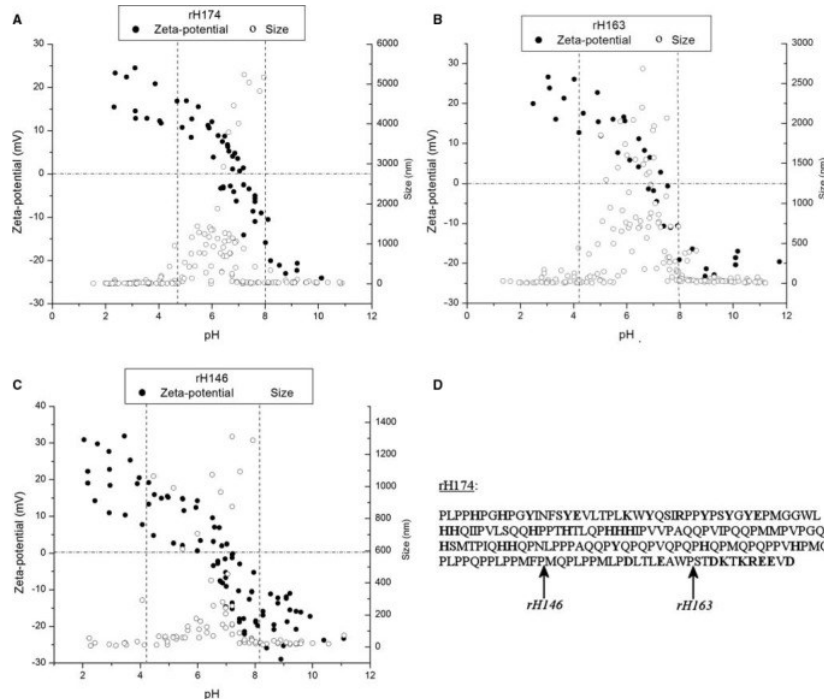 A
rH174
Zeta-potential Size
30
20
10
0
-10
-20
-30
Zeta-potential (mV)
6000
5000
4000
3000
2000
1000
0
Size (nm)
0 2 4 6 8 10 12
pH
B
rH163
Zeta-potential Size
30
20
10
0
-10
-20
-30
Zeta-potential (mV)
3000
2500
2000
1500
1000
500
0
Size (nm)
0 2 4 6 8 10 12
pH
C
rH146
Zeta-potential Size
40
30
20
10
0
-10
-20
-30
Zeta-potential (mV)
1400
1200
1000
800
600
400
200
0
Size (nm)
2 4 6 8 10 12
pH
D
rH174:
PLPPHPGHPGYINFSYEVLTPLKWYQSIRPPYPSYGYEPMGGWL
HHQIIPVLSQQHPPTHTLQPHHHIPVVPAQQPVIPQQPMMPVPGQ
HSMTPIQHHQPNLPPPAQQPYQPQPVQPQPHQPMQPQPPVHPMQ
PLPPQPPLPPMFPMQPLPPMLPDLTLEAWPSTDKTKREEVD
rH146 rH163